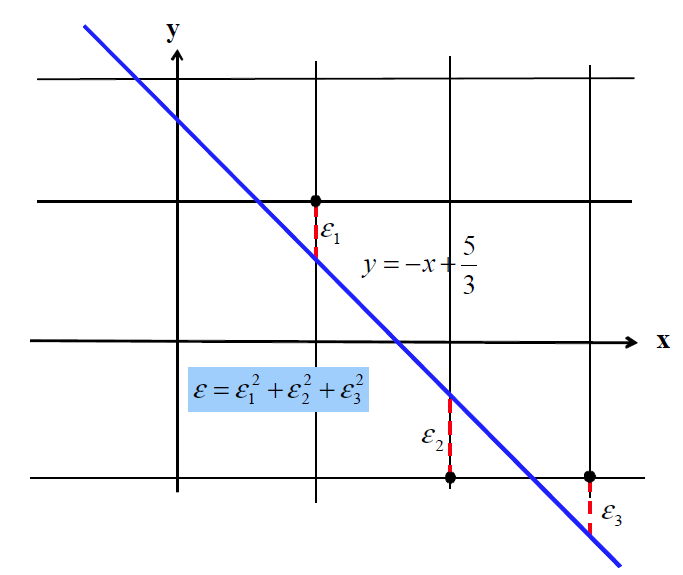 y
ε₁
y = −x + 5/3
x
ε = ε₁² + ε₂² + ε₃²
ε₂
ε₃